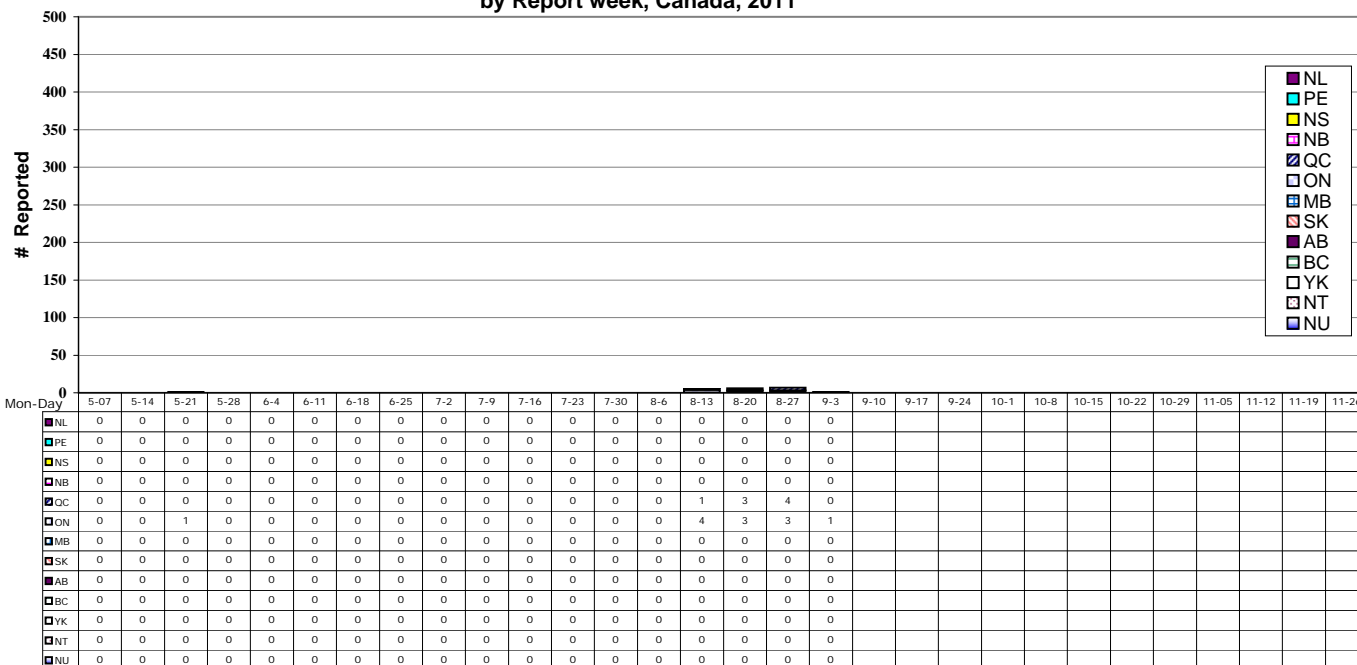 by Report week, Canada, 2011
500
450
400
350
300
250
200
150
100
50
0
# Reported
NL
PE
NS
NB
QC
ON
MB
SK
AB
BC
YK
NT
NU
Mon-Day 5-07 5-14 5-21 5-28 6-4 6-11 6-18 6-25 7-2 7-9 7-16 7-23 7-30 8-6 8-13 8-20 8-27 9-3 9-10 9-17 9-24 10-1 10-8 10-15 10-22 10-29 11-05 11-12 11-19 11-26
NL 0 0 0 0 0 0 0 0 0 0 0 0 0 0 0 0 0 0
PE 0 0 0 0 0 0 0 0 0 0 0 0 0 0 0 0 0 0
NS 0 0 0 0 0 0 0 0 0 0 0 0 0 0 0 0 0 0
NB 0 0 0 0 0 0 0 0 0 0 0 0 0 0 0 0 0 0
QC 0 0 0 0 0 0 0 0 0 0 0 0 0 0 1 3 4 0
ON 0 0 1 0 0 0 0 0 0 0 0 0 0 0 4 3 3 1
MB 0 0 0 0 0 0 0 0 0 0 0 0 0 0 0 0 0 0
SK 0 0 0 0 0 0 0 0 0 0 0 0 0 0 0 0 0 0
AB 0 0 0 0 0 0 0 0 0 0 0 0 0 0 0 0 0 0
BC 0 0 0 0 0 0 0 0 0 0 0 0 0 0 0 0 0 0
YK 0 0 0 0 0 0 0 0 0 0 0 0 0 0 0 0 0 0
NT 0 0 0 0 0 0 0 0 0 0 0 0 0 0 0 0 0 0
NU 0 0 0 0 0 0 0 0 0 0 0 0 0 0 0 0 0 0